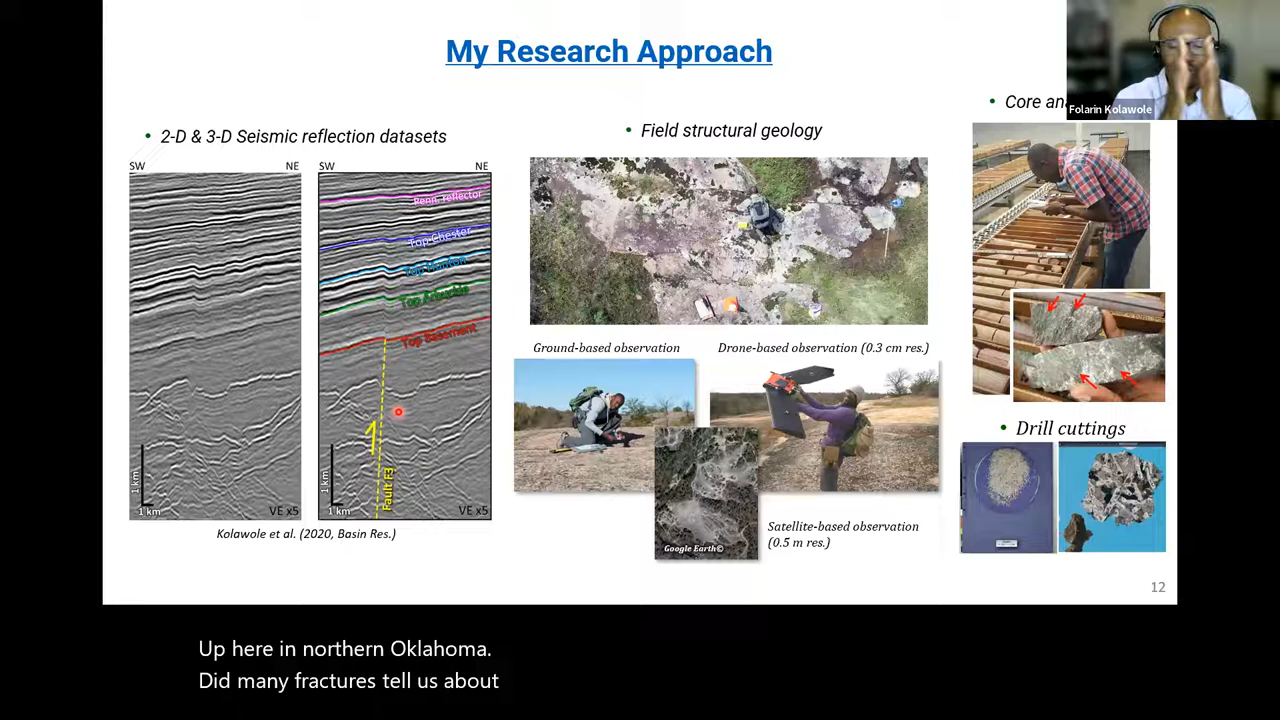 My Research Approach
Folarin Kolawole
• 2-D & 3-D Seismic reflection datasets
SW NE SW NE
Penn. reflector
Top Chester
Top Hunton
Top Arbuckle
Top Basement
Fault F3
1 km
1 km
VE x5
1 km
1 km
VE x5
Kolawole et al. (2020, Basin Res.)
• Field structural geology
Ground-based observation
Drone-based observation (0.3 cm res.)
Google Earth©
Satellite-based observation
(0.5 m res.)
• Core an
• Drill cuttings
12
Up here in northern Oklahoma.
Did many fractures tell us about